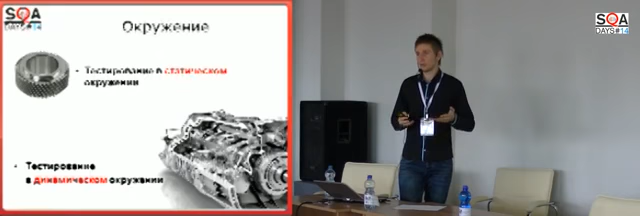 SQA
DAYS#14
Окружение
- Тестирование в статическом
окружении
- Тестирование
в динамическом окружении
SQA
DAYS#14